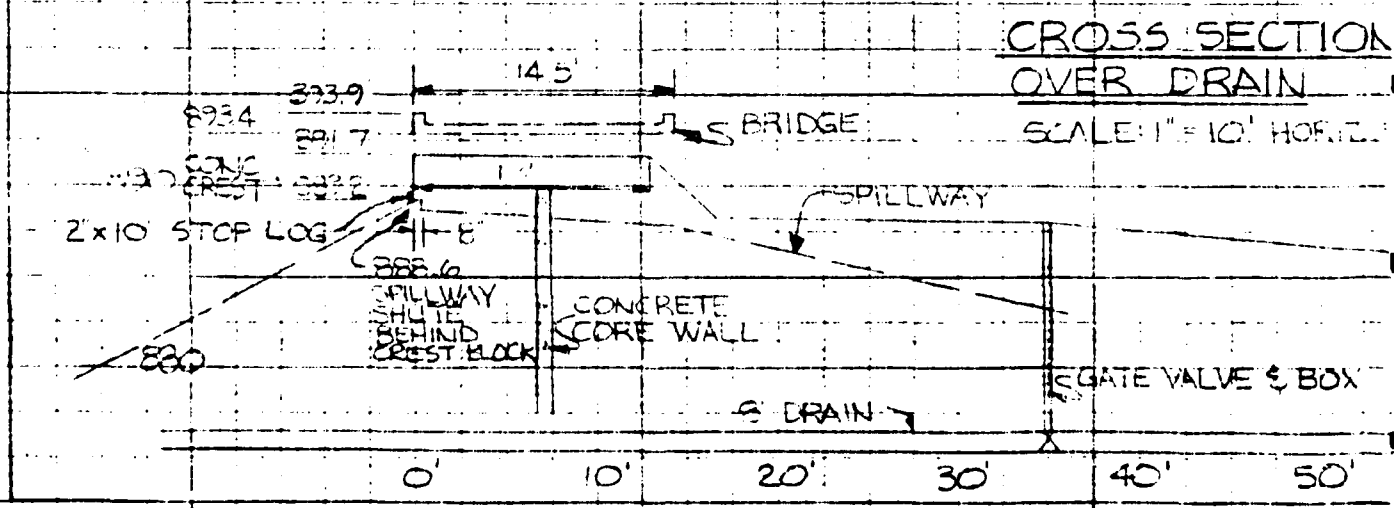 CROSS SECTION
OVER DRAIN
SCALE: 1" = 10' HORIZ
14.5'
893.9
893.4
891.7
BRIDGE
CONC
CREST
SPILLWAY
2"x10" STOP LOG
8"
888.6
SPILLWAY
BEHIND
CREST BLOCK
CONCRETE
CORE WALL
880
GATE VALVE & BOX
DRAIN
0' 10' 20' 30' 40' 50'